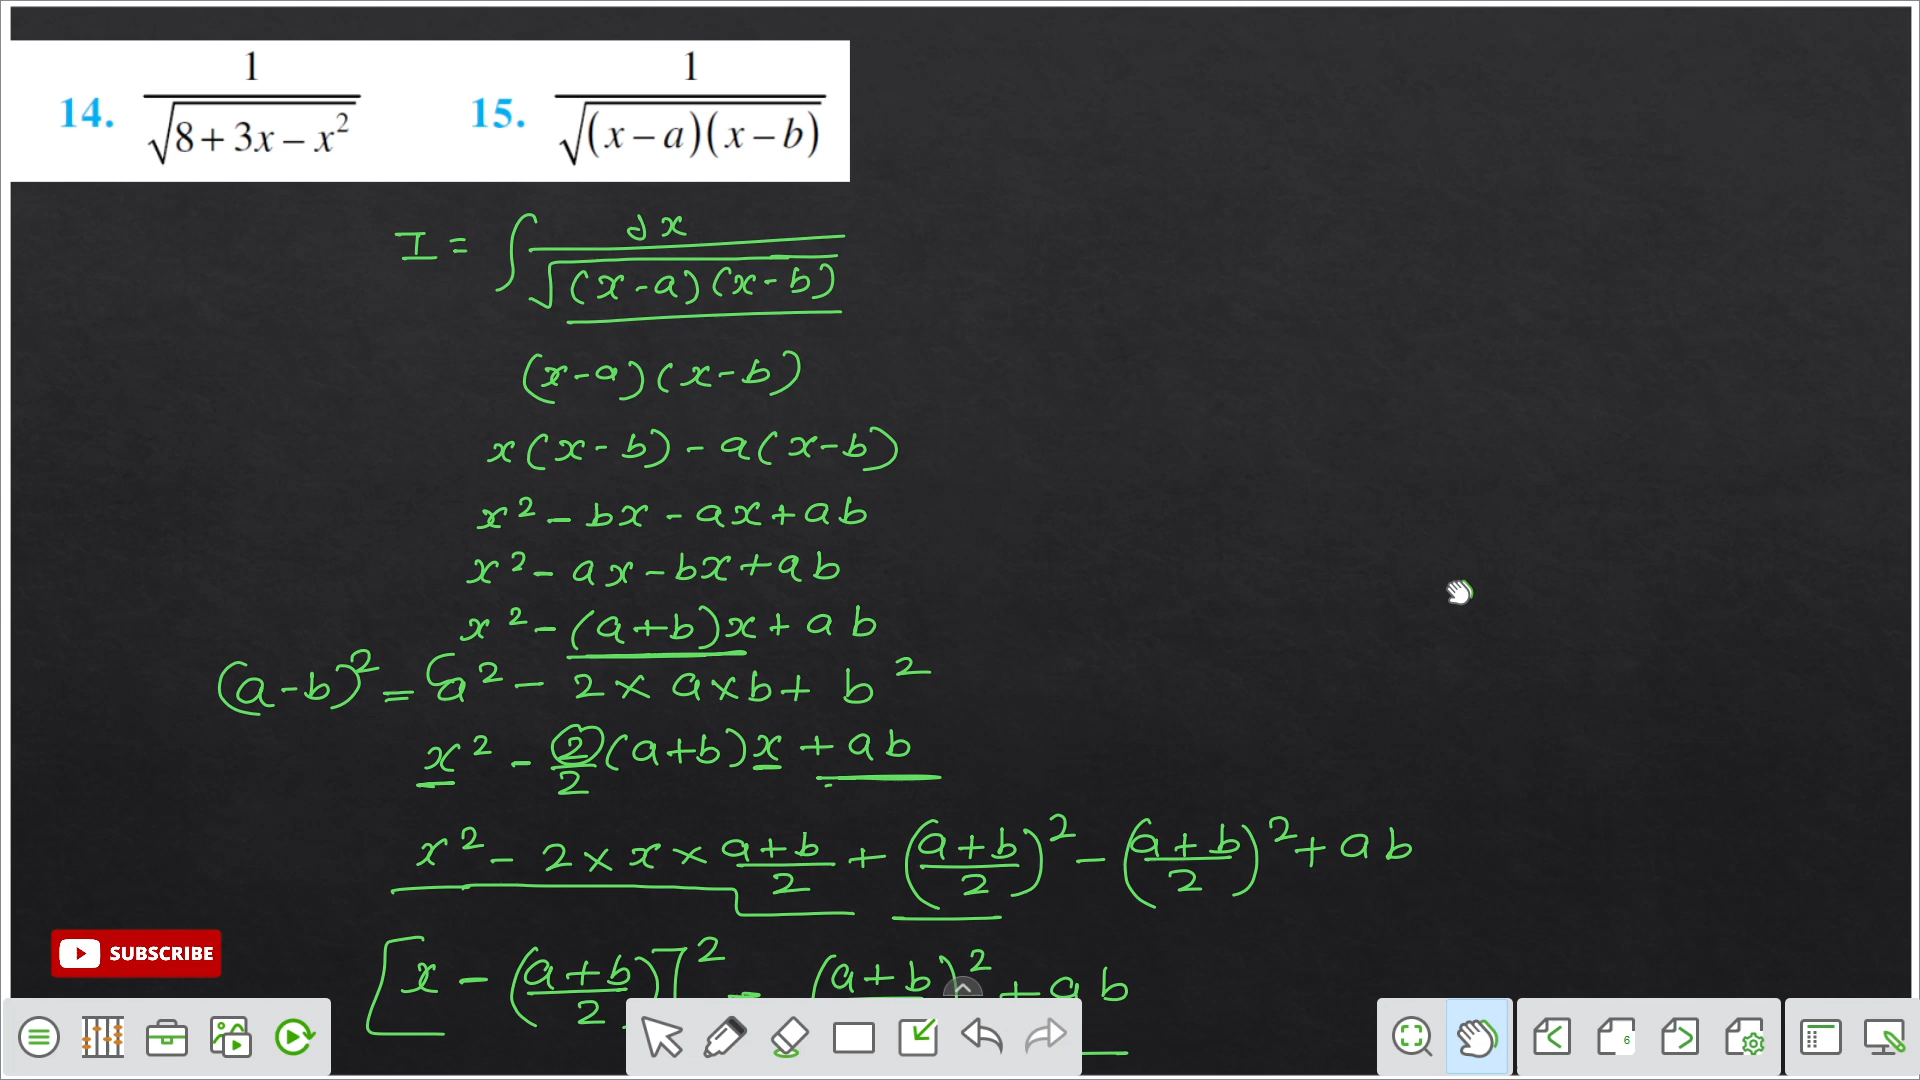 14. 1/√(8 + 3x – x²) 15. 1/√((x – a)(x – b))
I = ∫ dx/√((x-a)(x-b))
(x-a)(x-b)
x(x-b) - a(x-b)
x² - bx - ax + ab
x² - ax - bx + ab
x² - (a+b)x + ab
(a-b)² = (a² - 2 × a × b + b²
x² - 2/2 (a+b)x + ab
x² - 2 × x × (a+b)/2 + ((a+b)/2)² - ((a+b)/2)² + ab
[x - ((a+b)/2)]² - (a+b)² + ab
SUBSCRIBE
6